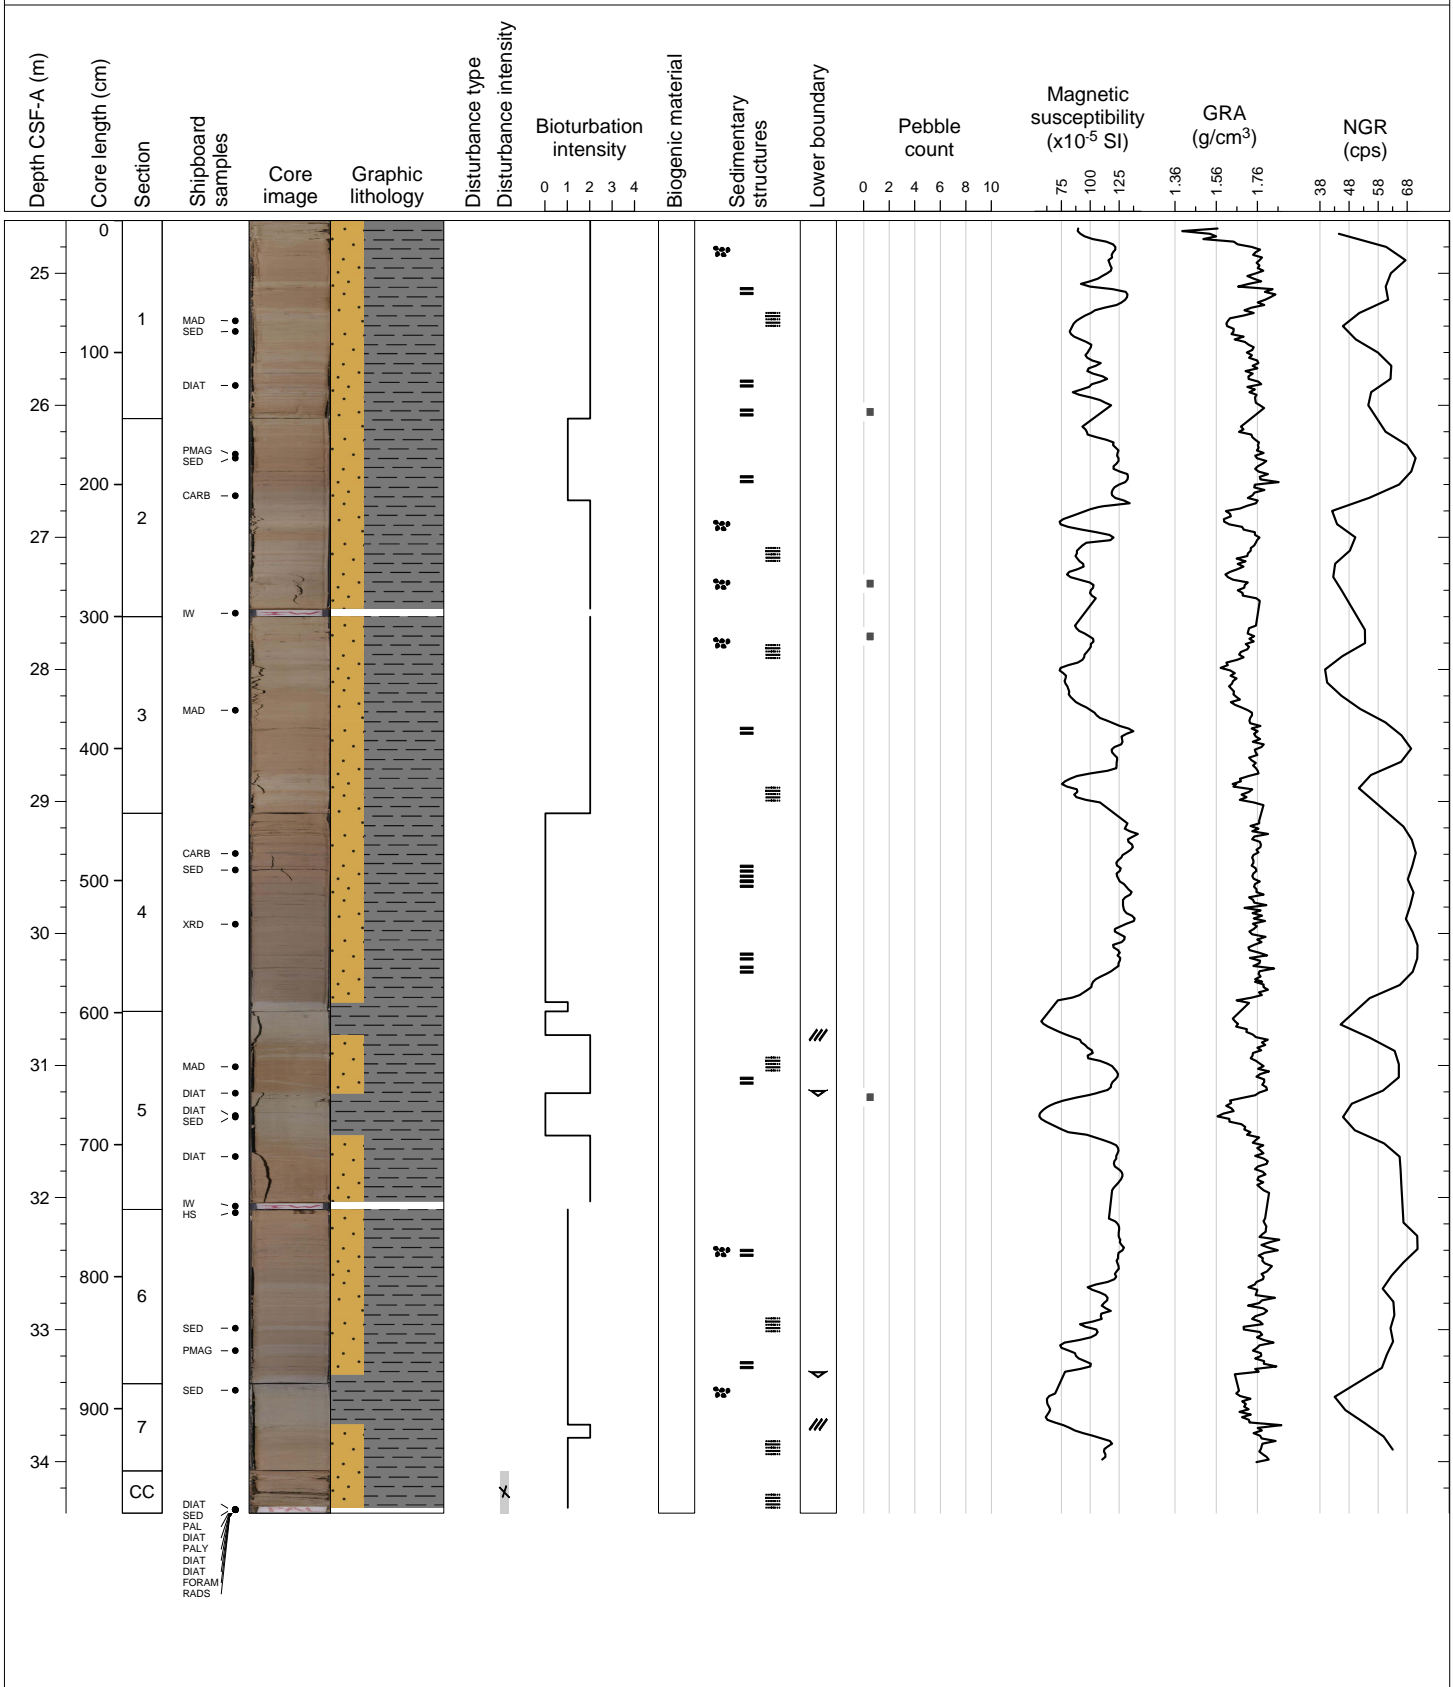 Depth CSF-A (m)
Core length (cm)
Section
Shipboard
samples
Core
image
Graphic
lithology
Disturbance type
Disturbance intensity
Bioturbation
intensity
0 1 2 3 4
Biogenic material
Sedimentary
structures
Lower boundary
Pebble
count
0 2 4 6 8 10
Magnetic
susceptibility
(x10-5 SI)
75 100 125
GRA
(g/cm3)
1.36 1.56 1.76
NGR
(cps)
38 48 58 68
0
25
1
MAD
SED
100
DIAT
26
PMAG
SED
200
CARB
2
27
IW
300
28
MAD
3
400
29
CARB
SED
500
4
XRD
30
600
31
MAD
DIAT
5
DIAT
SED
700
DIAT
32
IW
HS
800
6
33
SED
PMAG
SED
900
7
34
CC
DIAT
SED
PAL
DIAT
PALY
DIAT
DIAT
FORAM
RADS